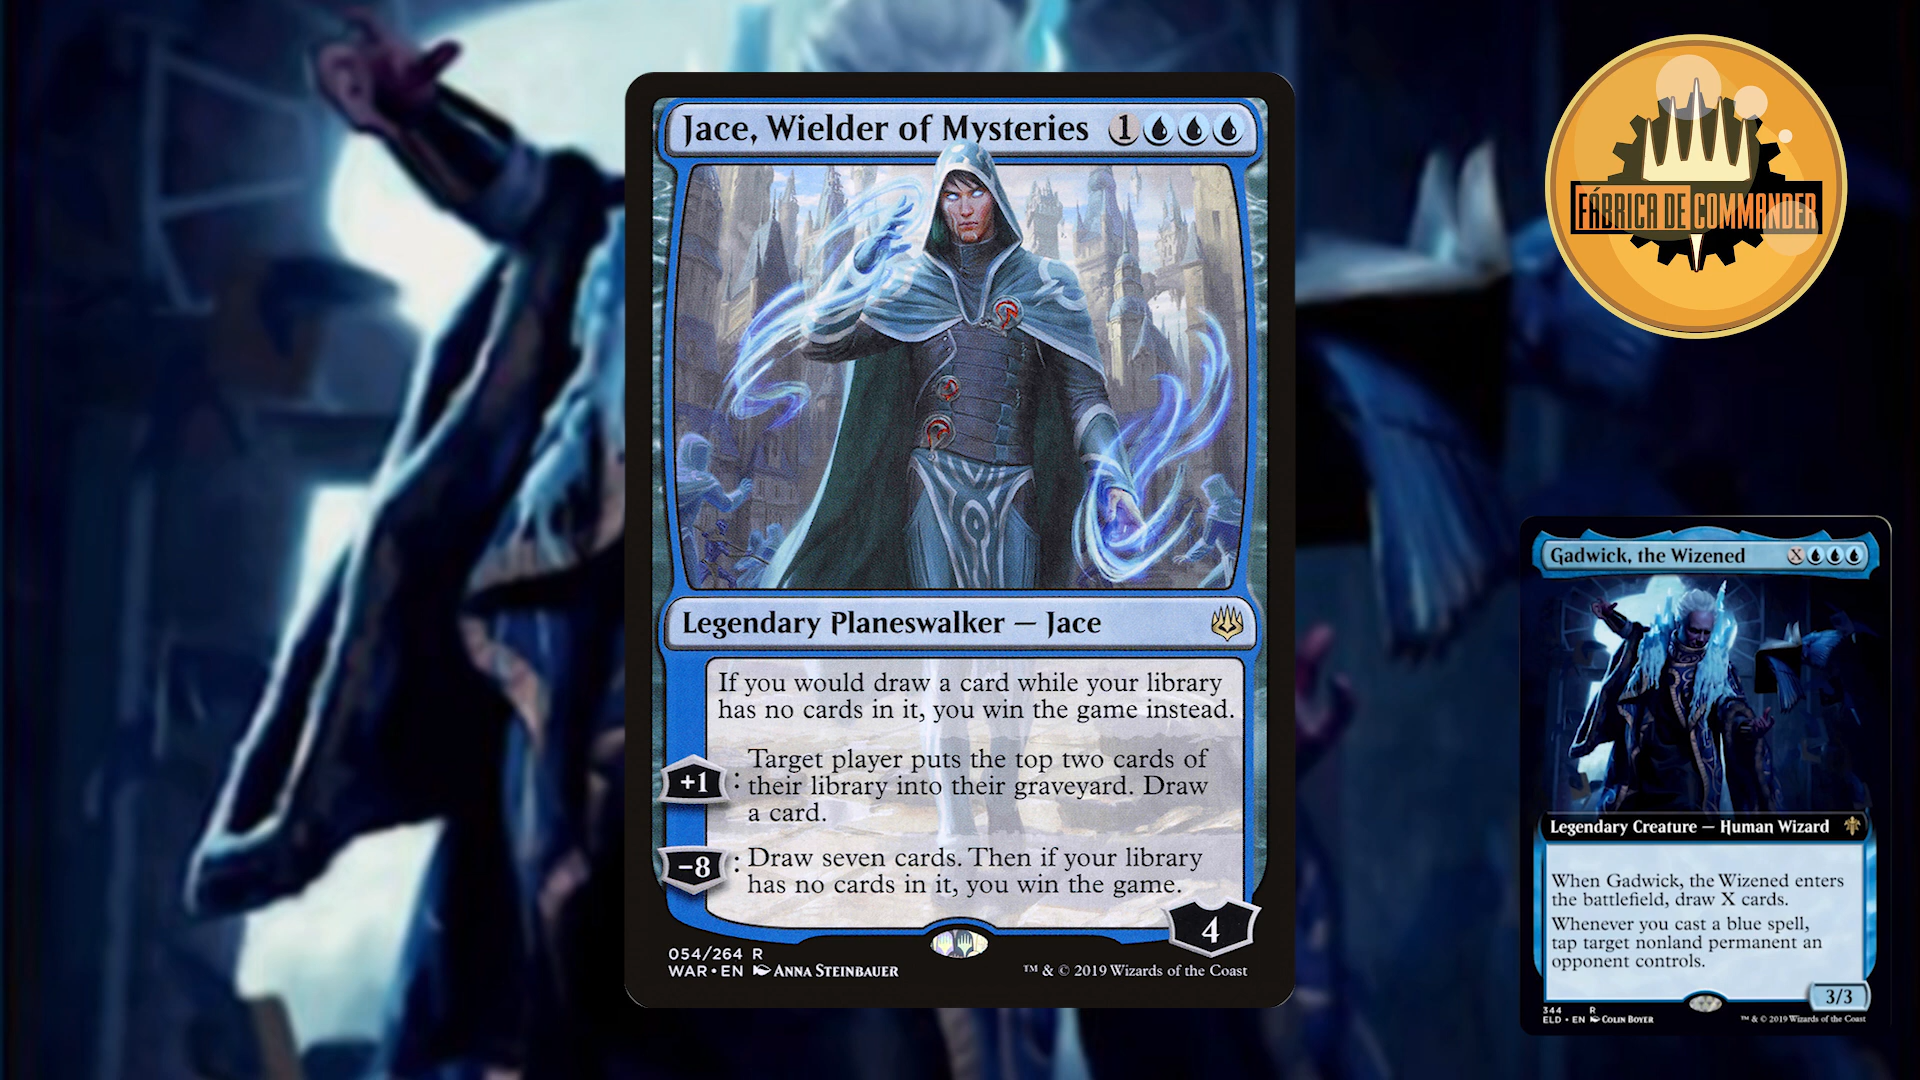 Jace, Wielder of Mysteries 1
Legendary Planeswalker — Jace
If you would draw a card while your library
has no cards in it, you win the game instead.
+1 : Target player puts the top two cards of
their library into their graveyard. Draw
a card.
−8 : Draw seven cards. Then if your library
has no cards in it, you win the game.
4
054/264 R
WAR • EN Anna Steinbauer
™ & © 2019 Wizards of the Coast
FÁBRICA DE COMMANDER
Gadwick, the Wizened X
Legendary Creature — Human Wizard
When Gadwick, the Wizened enters
the battlefield, draw X cards.
Whenever you cast a blue spell,
tap target nonland permanent an
opponent controls.
3/3
344 R
ELD • EN Colin Boyer
™ & © 2019 Wizards of the Coast